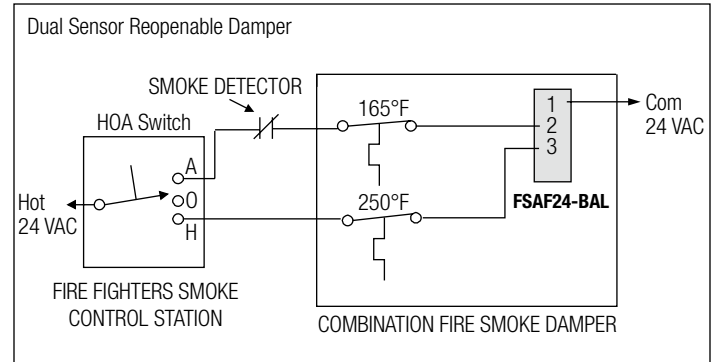 Dual Sensor Reopenable Damper
SMOKE DETECTOR
HOA Switch
165°F
1
2
3
Com
24 VAC
A
O
H
Hot
24 VAC
250°F
FSAF24-BAL
FIRE FIGHTERS SMOKE
CONTROL STATION
COMBINATION FIRE SMOKE DAMPER